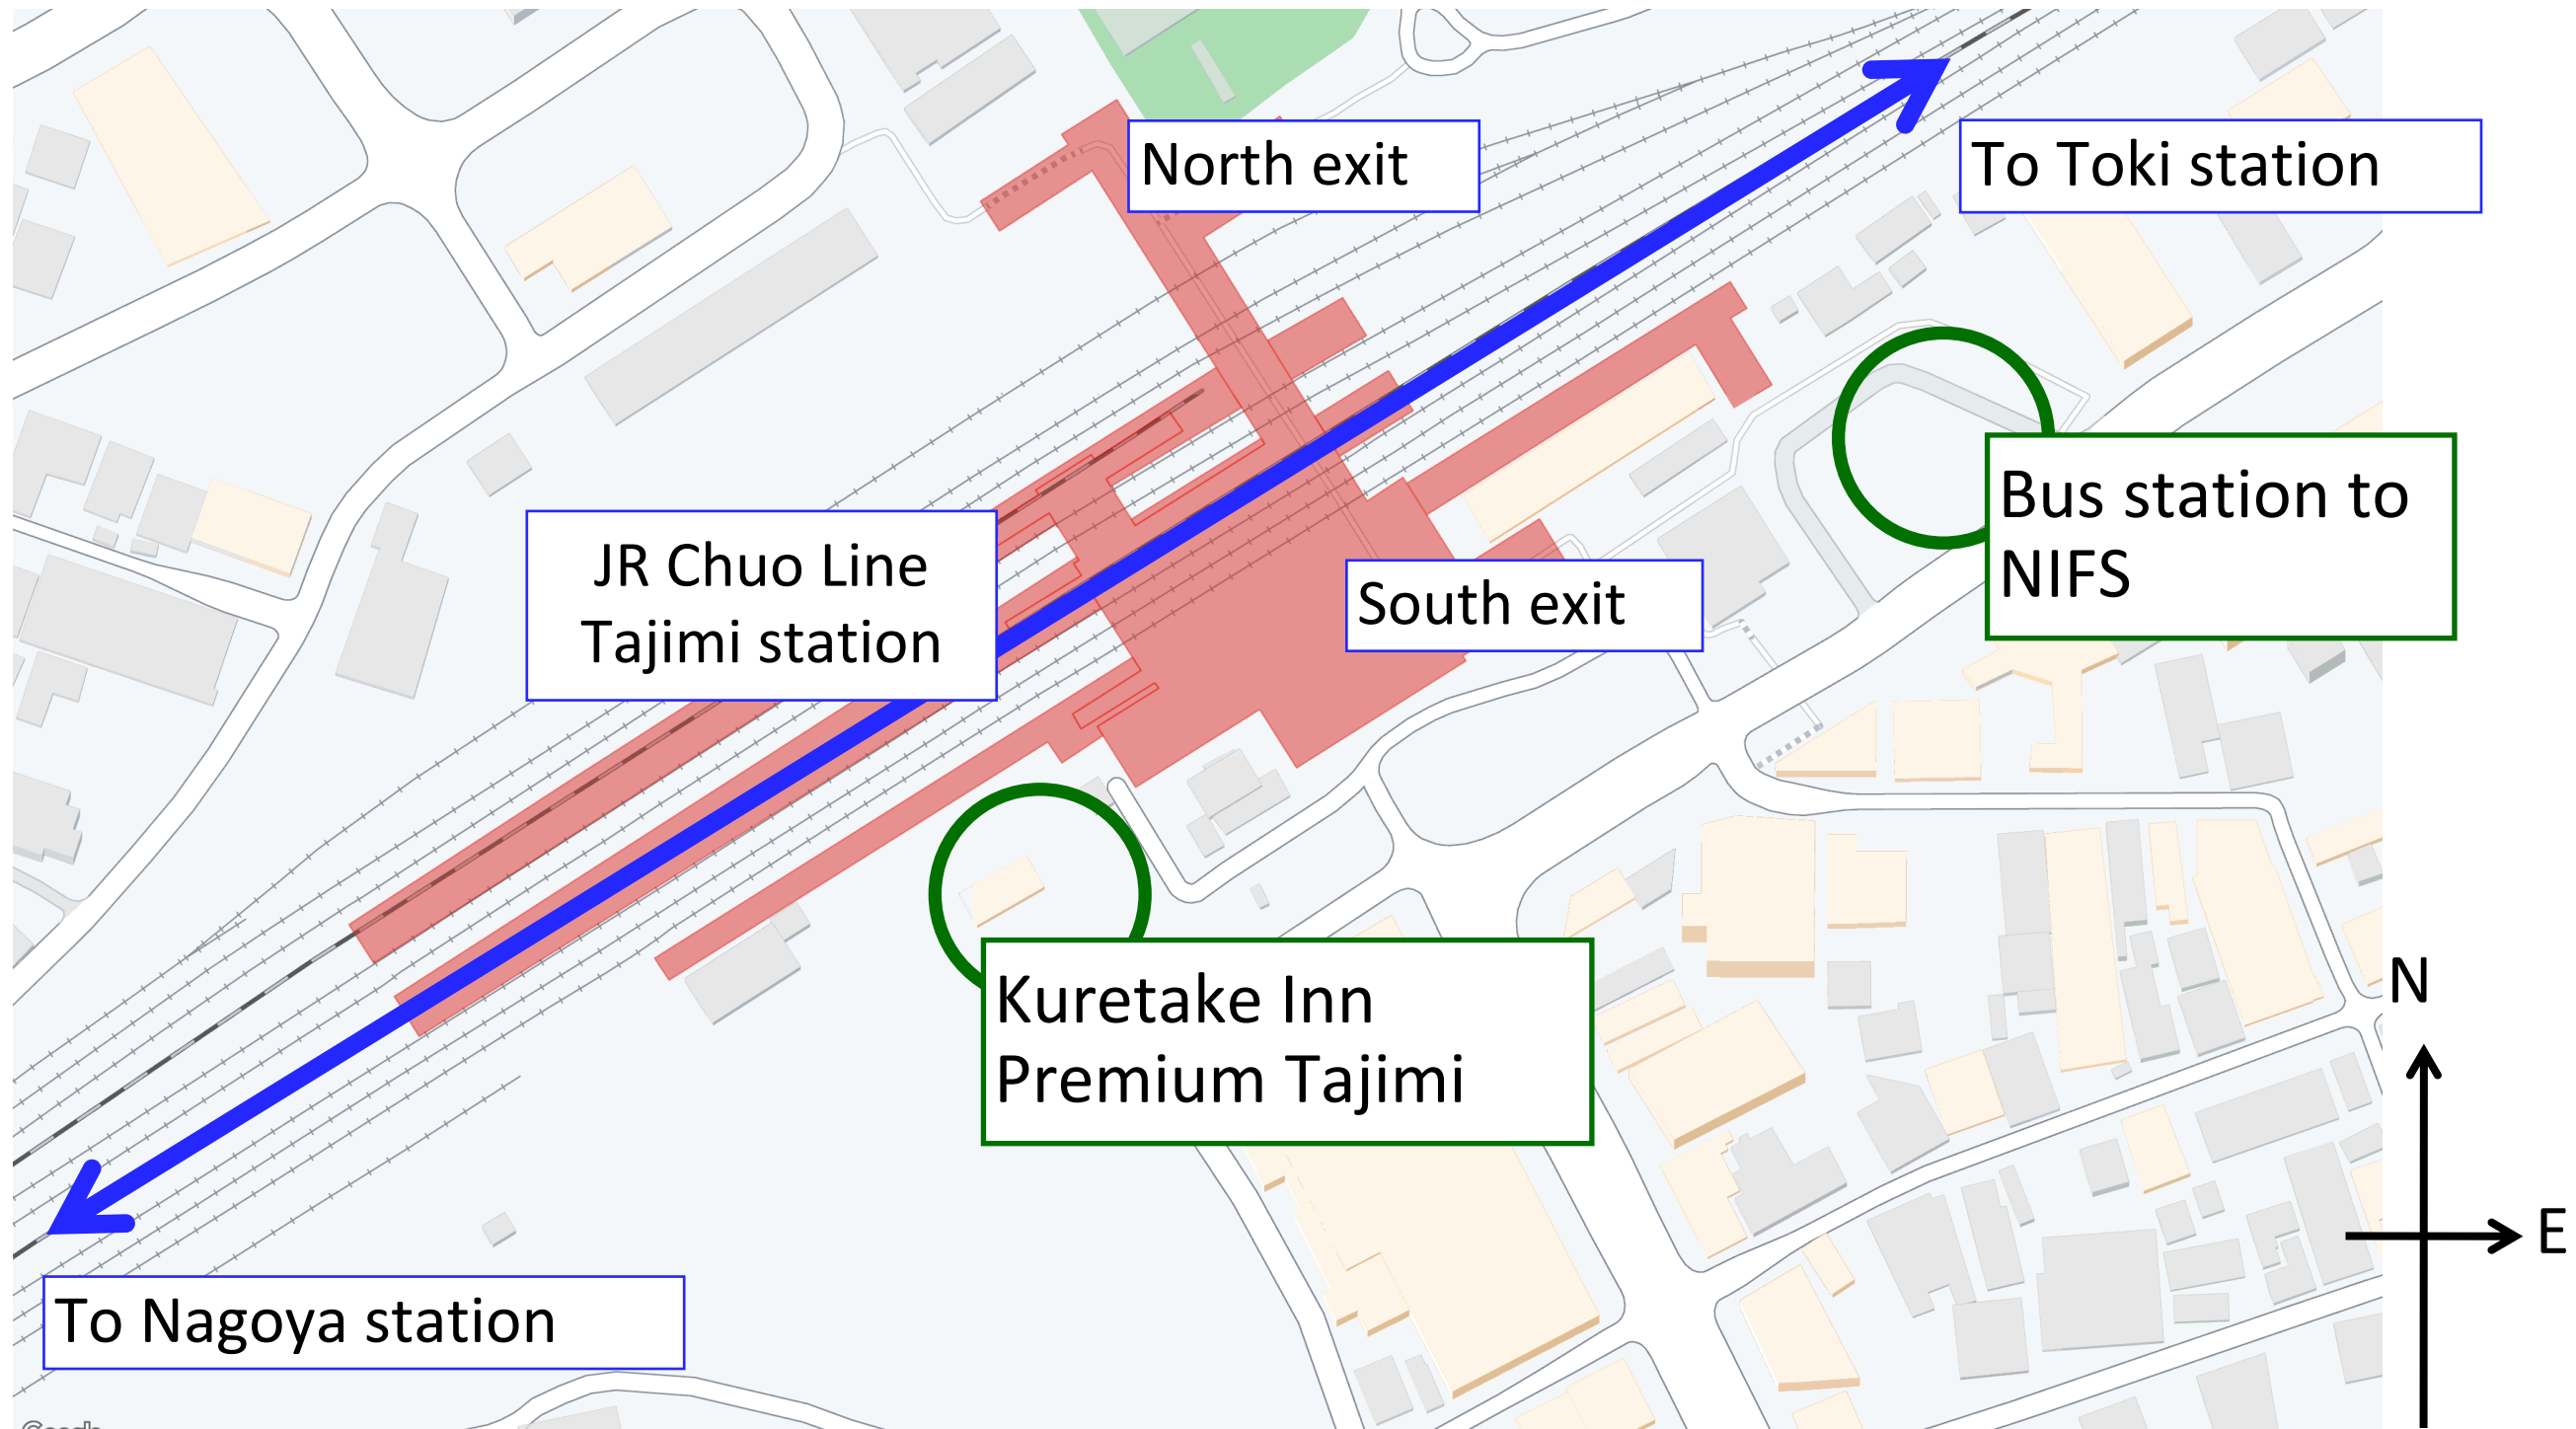 North exit
To Toki station
Bus station to
NIFS
JR Chuo Line
Tajimi station
South exit
Kuretake Inn
Premium Tajimi
N
E
To Nagoya station